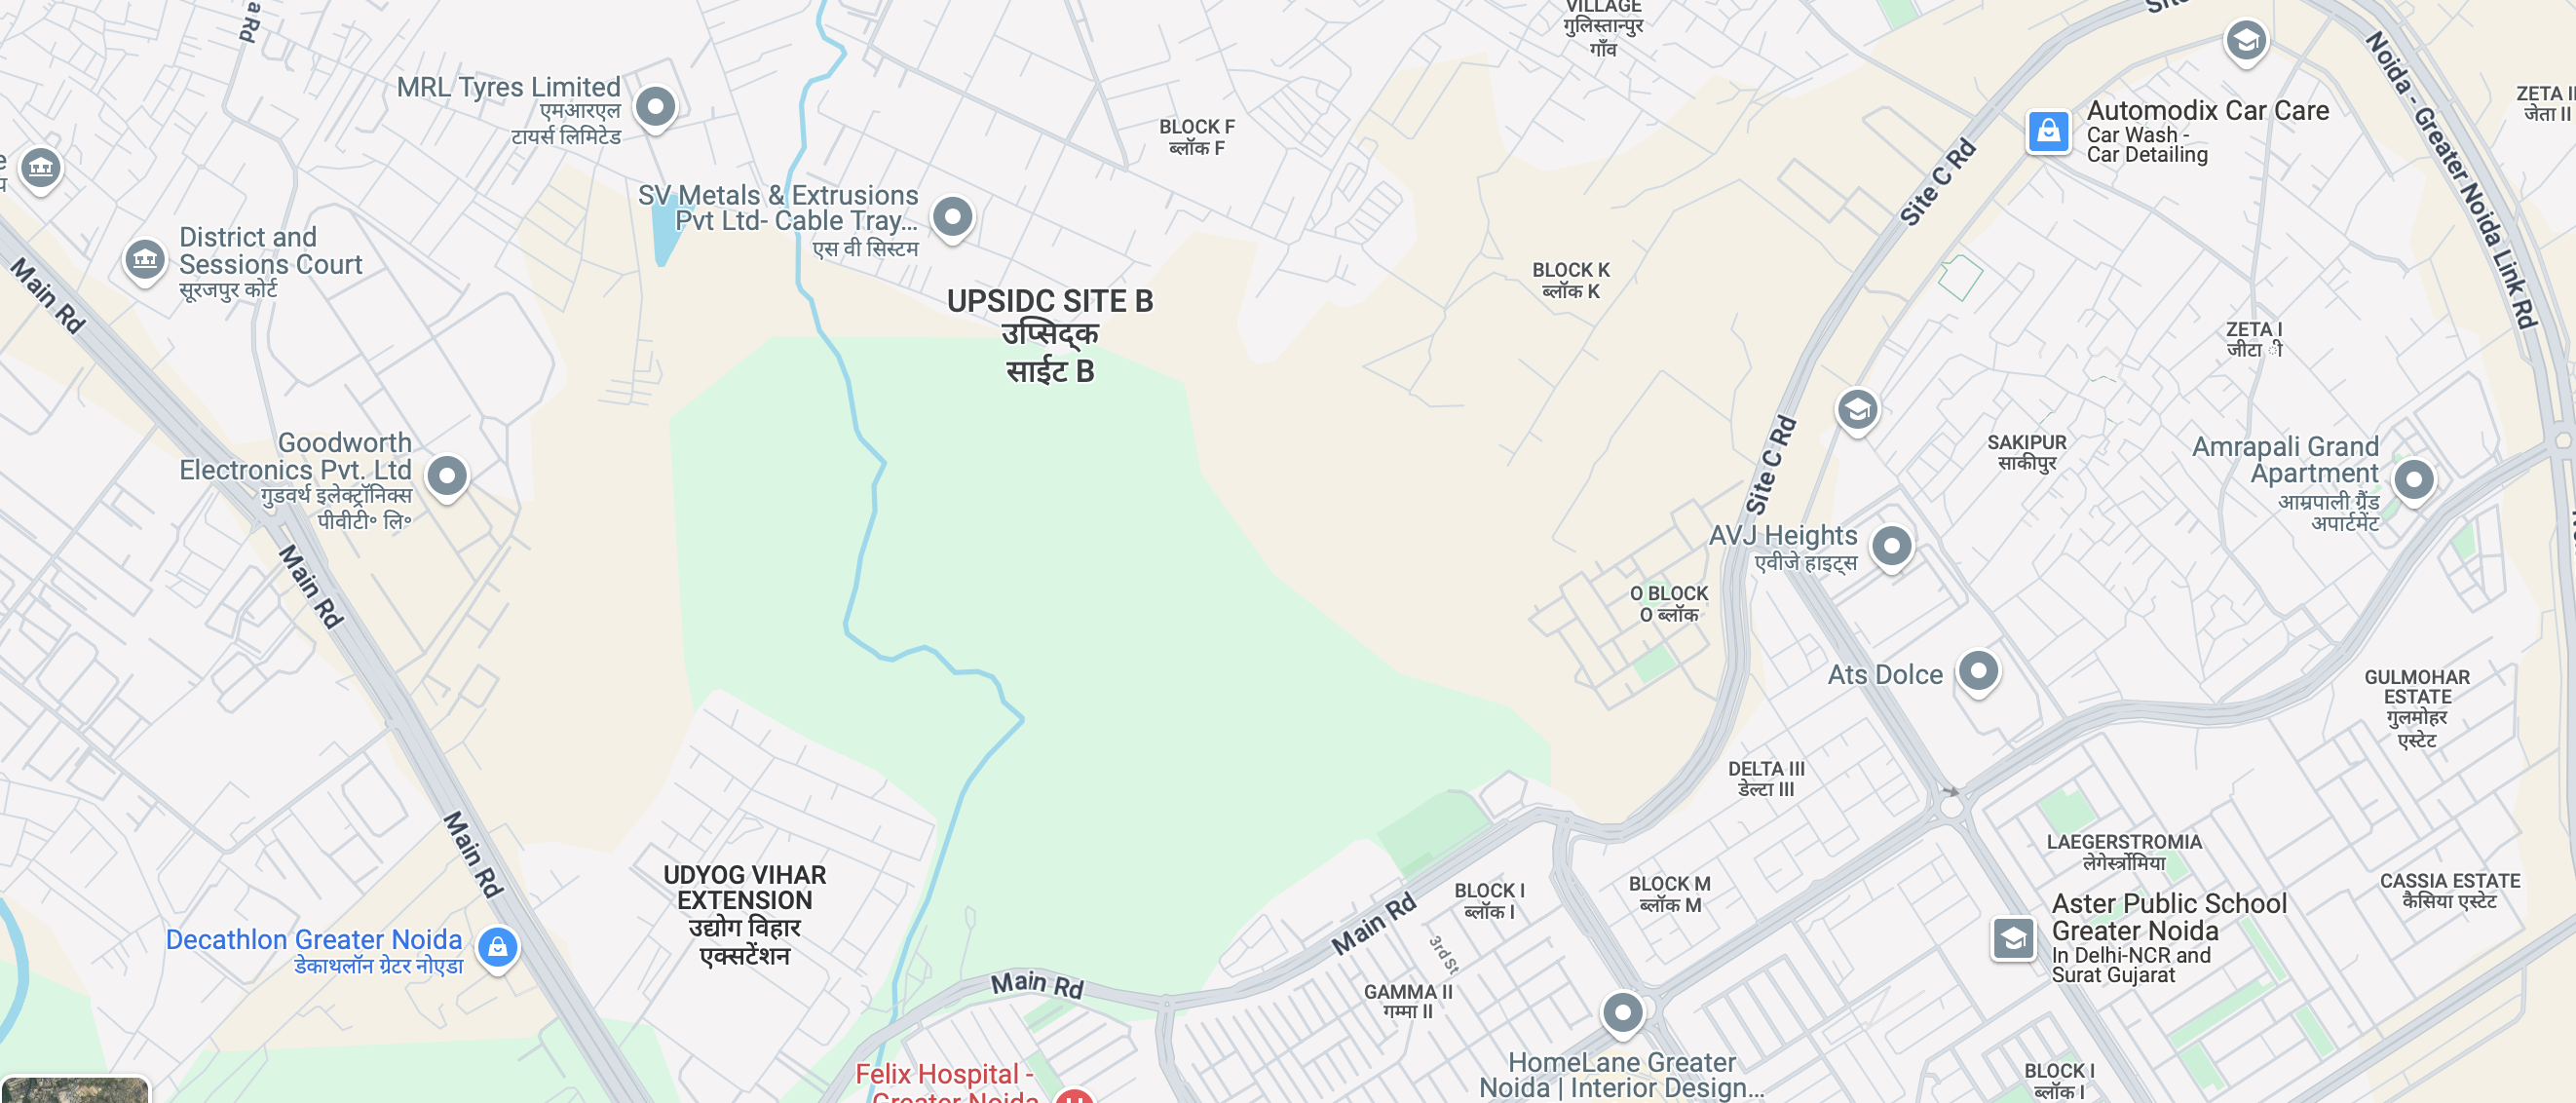 a Rd
MRL Tyres Limited
एमआरएल
टायर्स लिमिटेड
SV Metals & Extrusions
Pvt Ltd- Cable Tray...
एस वी सिस्टम
BLOCK F
ब्लॉक F
VILLAGE
गुलिस्तान्पुर
गाँव
Site C Rd
Noida - Greater Noida Link Rd
ZETA II
जेटा II
Automodix Car Care
Car Wash -
Car Detailing
District and
Sessions Court
सूरजपुर कोर्ट
Main Rd
UPSIDC SITE B
उप्सिद्क
साईट B
BLOCK K
ब्लॉक K
ZETA I
जीटा ी
Goodworth
Electronics Pvt. Ltd
गुडवर्थ इलेक्ट्रॉनिक्स
पीवीटी॰ लि॰
Site C Rd
SAKIPUR
साकीपुर
Amrapali Grand
Apartment
आम्रपाली ग्रैंड
अपार्टमेंट
AVJ Heights
एवीजे हाइट्स
Main Rd
O BLOCK
O ब्लॉक
Ats Dolce
GULMOHAR
ESTATE
गुलमोहर
एस्टेट
DELTA III
डेल्टा III
Main Rd
UDYOG VIHAR
EXTENSION
उद्योग विहार
एक्सटेंशन
BLOCK I
ब्लॉक I
BLOCK M
ब्लॉक M
LAEGERSTROMIA
लेगेर्स्त्रोमिया
CASSIA ESTATE
कैसिया एस्टेट
Aster Public School
Greater Noida
In Delhi-NCR and
Surat Gujarat
Main Rd
3rd St
Decathlon Greater Noida
डेकाथलॉन ग्रेटर नोएडा
Main Rd
GAMMA II
गम्मा II
Felix Hospital -
Greater Noida
HomeLane Greater
Noida | Interior Design...
BLOCK I
ब्लॉक I